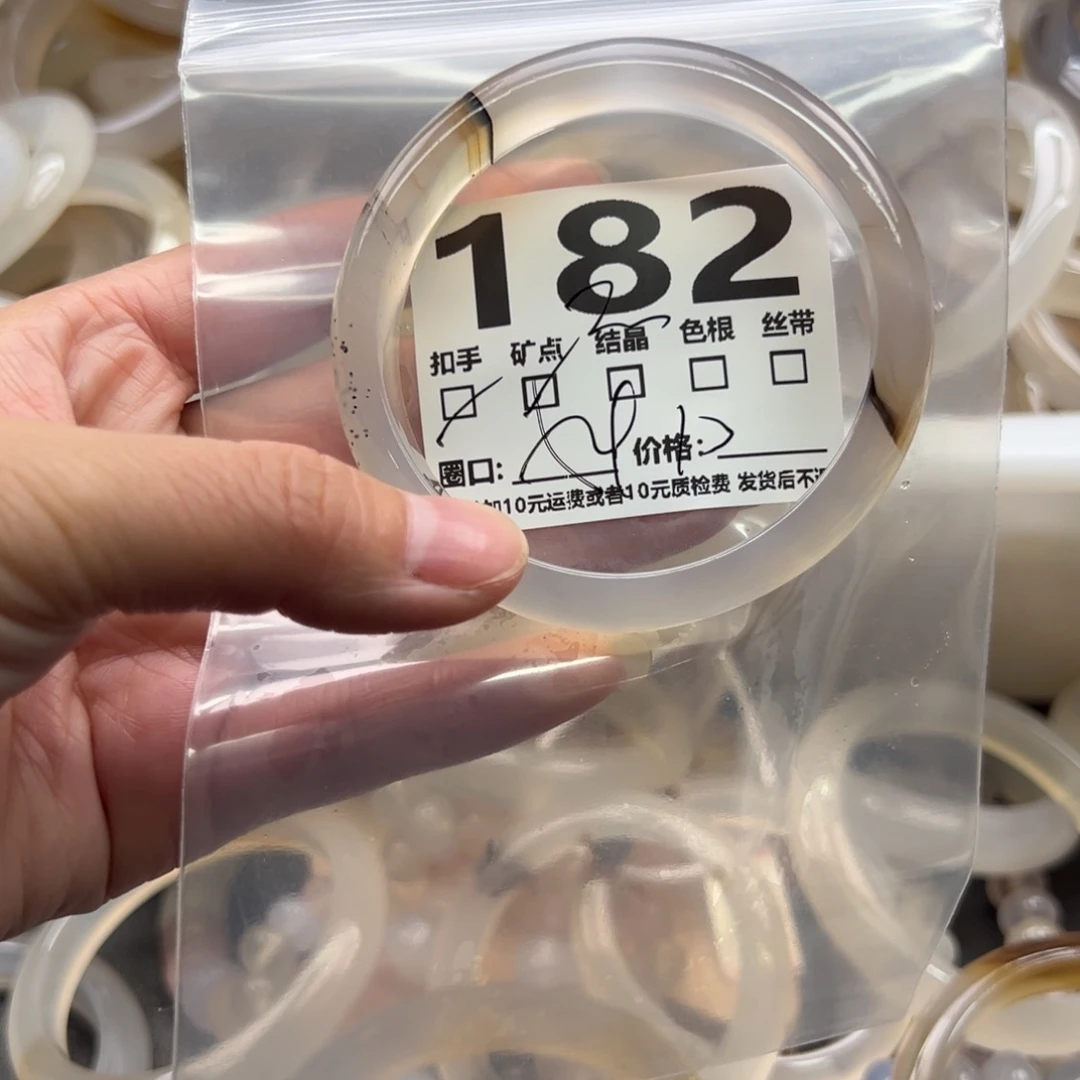 182
扣手 矿点 结晶 色根 丝带
圈口: 价格:
加10元运费或者10元质检费 发货后不退